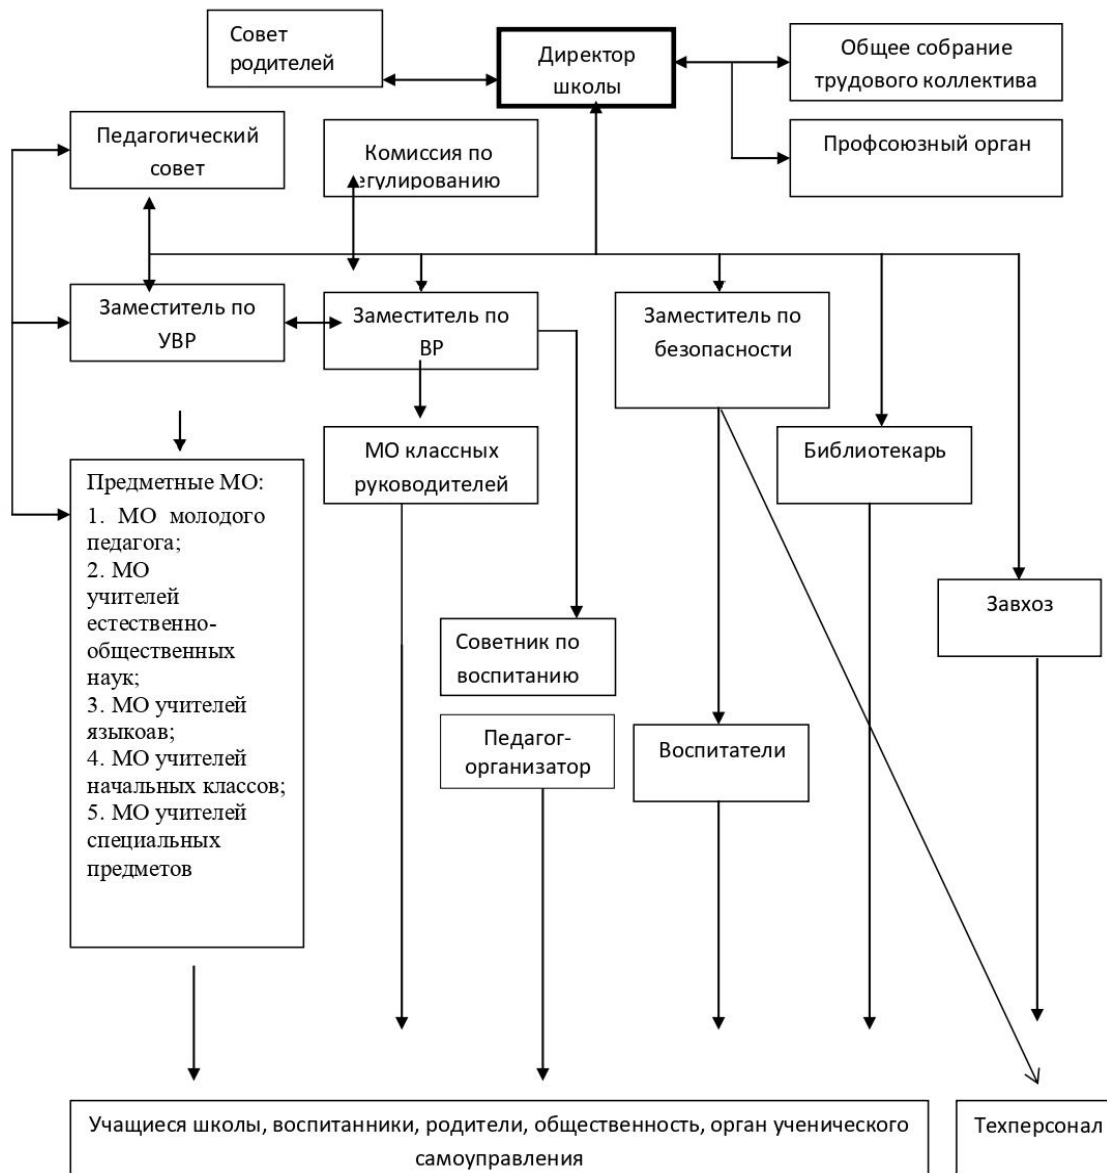 Совет
родителей
Директор
школы
Общее собрание
трудового коллектива
Педагогический
совет
Комиссия по
егулированию
Профсоюзный орган
Заместитель по
УВР
Заместитель по
ВР
Заместитель по
безопасности
МО классных
руководителей
Библиотекарь
Предметные МО:
1. МО молодого
педагога;
2. МО
учителей
естественно-
общественных
наук;
3. МО учителей
языкоав;
4. МО учителей
начальных классов;
5. МО учителей
специальных
предметов
Завхоз
Советник по
воспитанию
Педагог-
организатор
Воспитатели
Учащиеся школы, воспитанники, родители, общественность, орган ученического
самоуправления
Техперсонал